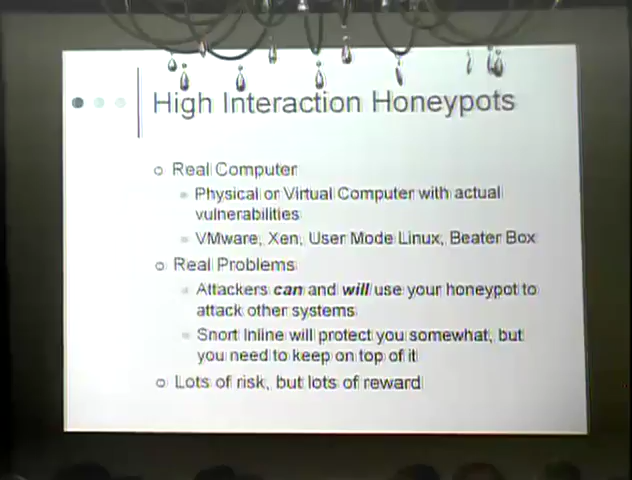 High Interaction Honeypots
Real Computer
Physical or Virtual Computer with actual
vulnerabilities
VMware, Xen, User Mode Linux, Beater Box
Real Problems
Attackers can and will use your honeypot to
attack other systems
Snort Inline will protect you somewhat, but
you need to keep on top of it
Lots of risk, but lots of reward